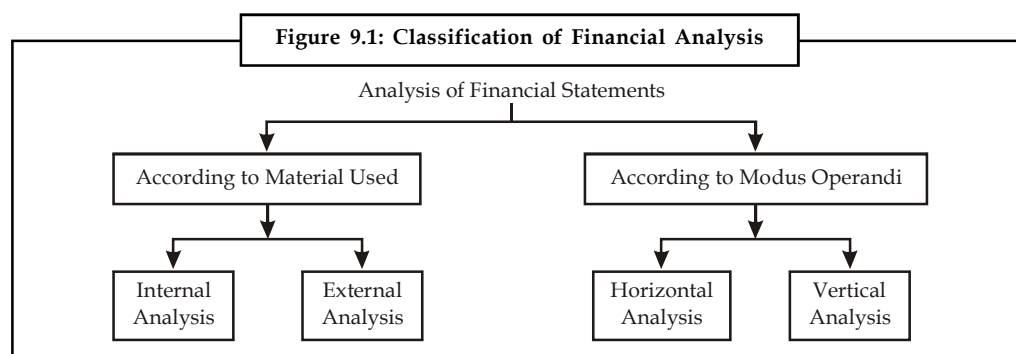 Figure 9.1: Classification of Financial Analysis
Analysis of Financial Statements
According to Material Used
According to Modus Operandi
Internal
Analysis
External
Analysis
Horizontal
Analysis
Vertical
Analysis